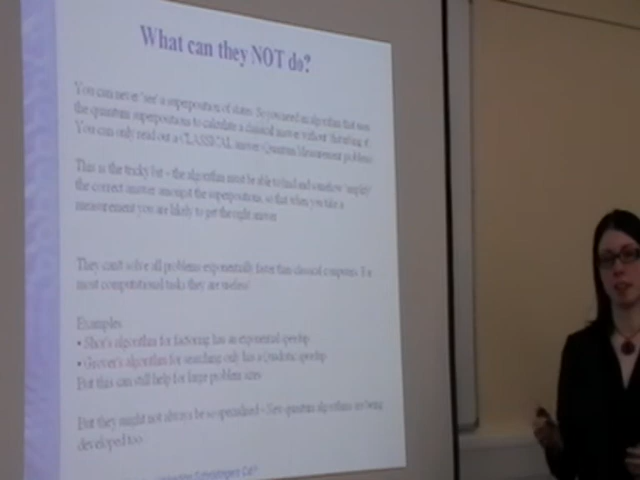 What can they NOT do?
You can never 'see' a superposition of states. So you need an algorithm that uses
the quantum superpositions to calculate a classical answer without disturbing it
You can only read out a CLASSICAL answer - Quantum Measurement problem
This is the tricky bit – the algorithm must be able to find and somehow 'amplify'
the correct answer amongst the superpositions, so that when you take a
measurement you are likely to get the right answer
They can't solve all problems exponentially faster than classical computers. For
most computational tasks they are useless!
Examples
• Shor's algorithm for factoring has an exponential speedup
• Grover's algorithm for searching only has a Quadratic speedup
But this can still help for large problem sizes
But they might not always be so specialised – New quantum algorithms are being
developed too